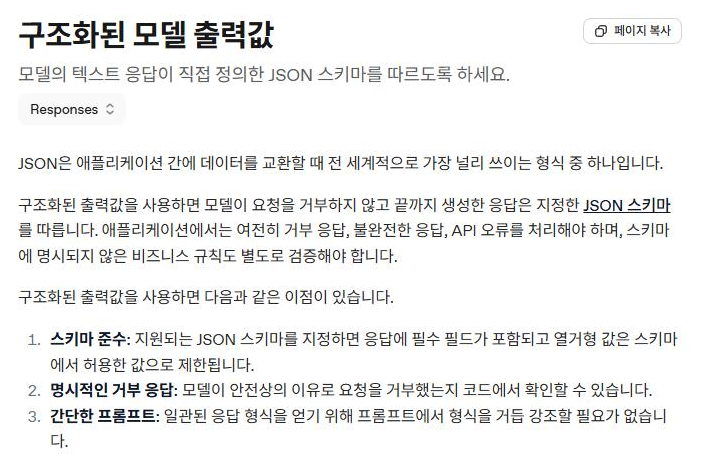 구조화된 모델 출력값
페이지 복사
모델의 텍스트 응답이 직접 정의한 JSON 스키마를 따르도록 하세요.
Responses
JSON은 애플리케이션 간에 데이터를 교환할 때 전 세계적으로 가장 널리 쓰이는 형식 중 하나입니다.
구조화된 출력값을 사용하면 모델이 요청을 거부하지 않고 끝까지 생성한 응답은 지정한 JSON 스키마
를 따릅니다. 애플리케이션에서는 여전히 거부 응답, 불완전한 응답, API 오류를 처리해야 하며, 스키마
에 명시되지 않은 비즈니스 규칙도 별도로 검증해야 합니다.
구조화된 출력값을 사용하면 다음과 같은 이점이 있습니다.
1. 스키마 준수: 지원되는 JSON 스키마를 지정하면 응답에 필수 필드가 포함되고 열거형 값은 스키마
에서 허용한 값으로 제한됩니다.
2. 명시적인 거부 응답: 모델이 안전상의 이유로 요청을 거부했는지 코드에서 확인할 수 있습니다.
3. 간단한 프롬프트: 일관된 응답 형식을 얻기 위해 프롬프트에서 형식을 거듭 강조할 필요가 없습니
다.